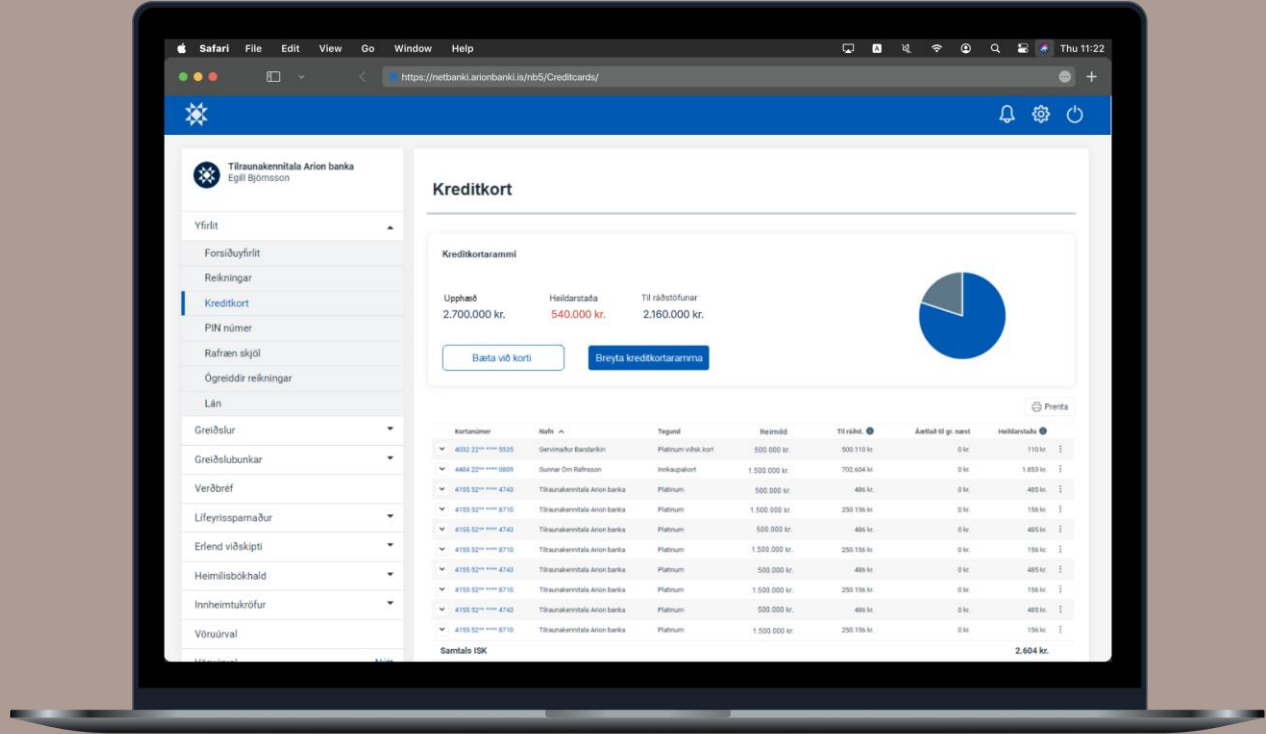 Safari File Edit View Go Window Help Thu 11:22
https://netbanki.arionbanki.is/nb5/Creditcards/
Tilraunakennitala Arion banka
Egill Björnsson
Yfirlit
Forsíðuyfirlit
Reikningar
Kreditkort
PIN númer
Rafræn skjöl
Ógreiddir reikningar
Lán
Greiðslur
Greiðslubunkar
Verðbréf
Lífeyrissparnaður
Erlend viðskipti
Heimilisbókhald
Innheimtukröfur
Vöruúrval
Kreditkort
Kreditkortarammi
Upphæð Heildarstaða Til ráðstöfunar
2.700.000 kr. 540.000 kr. 2.160.000 kr.
Bæta við korti Breyta kreditkortaramma
Prenta
Kortanúmer Nafn Tegund Heimild Til ráðst. Áætlað til gr. næst Heildarstaða
4032 22** **** 5535 Gervimaður Bandarikin Platinum viðsk.kort 500.000 kr. 500.110 kr. 0 kr. 110 kr.
4484 22** **** 0809 Gunnar Örn Rafnsson Innkaupakort 1.500.000 kr. 702.604 kr. 0 kr. 1.853 kr.
4155 52** **** 4743 Tilraunakennitala Arion banka Platinum 500.000 kr. 486 kr. 0 kr. 485 kr.
4155 52** **** 8710 Tilraunakennitala Arion banka Platinum 1.500.000 kr. 250.156 kr. 0 kr. 156 kr.
4155 52** **** 4743 Tilraunakennitala Arion banka Platinum 500.000 kr. 486 kr. 0 kr. 485 kr.
4155 52** **** 8710 Tilraunakennitala Arion banka Platinum 1.500.000 kr. 250.156 kr. 0 kr. 156 kr.
4155 52** **** 4743 Tilraunakennitala Arion banka Platinum 500.000 kr. 486 kr. 0 kr. 485 kr.
4155 52** **** 8710 Tilraunakennitala Arion banka Platinum 1.500.000 kr. 250.156 kr. 0 kr. 156 kr.
4155 52** **** 4743 Tilraunakennitala Arion banka Platinum 500.000 kr. 486 kr. 0 kr. 485 kr.
4155 52** **** 8710 Tilraunakennitala Arion banka Platinum 1.500.000 kr. 250.156 kr. 0 kr. 156 kr.
Samtals ISK 2.604 kr.